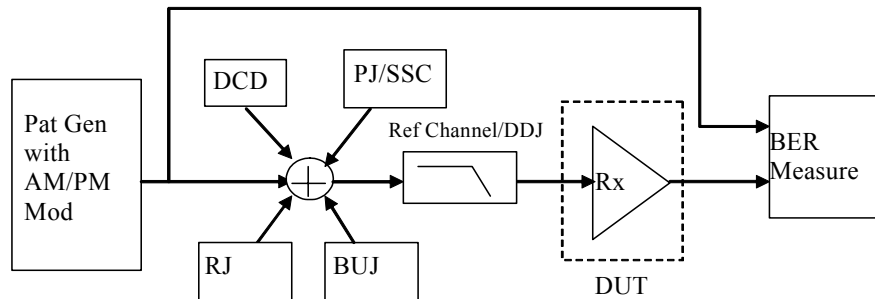 DCD
PJ/SSC
Pat Gen
with
AM/PM
Mod
Ref Channel/DDJ
Rx
BER
Measure
RJ
BUJ
DUT